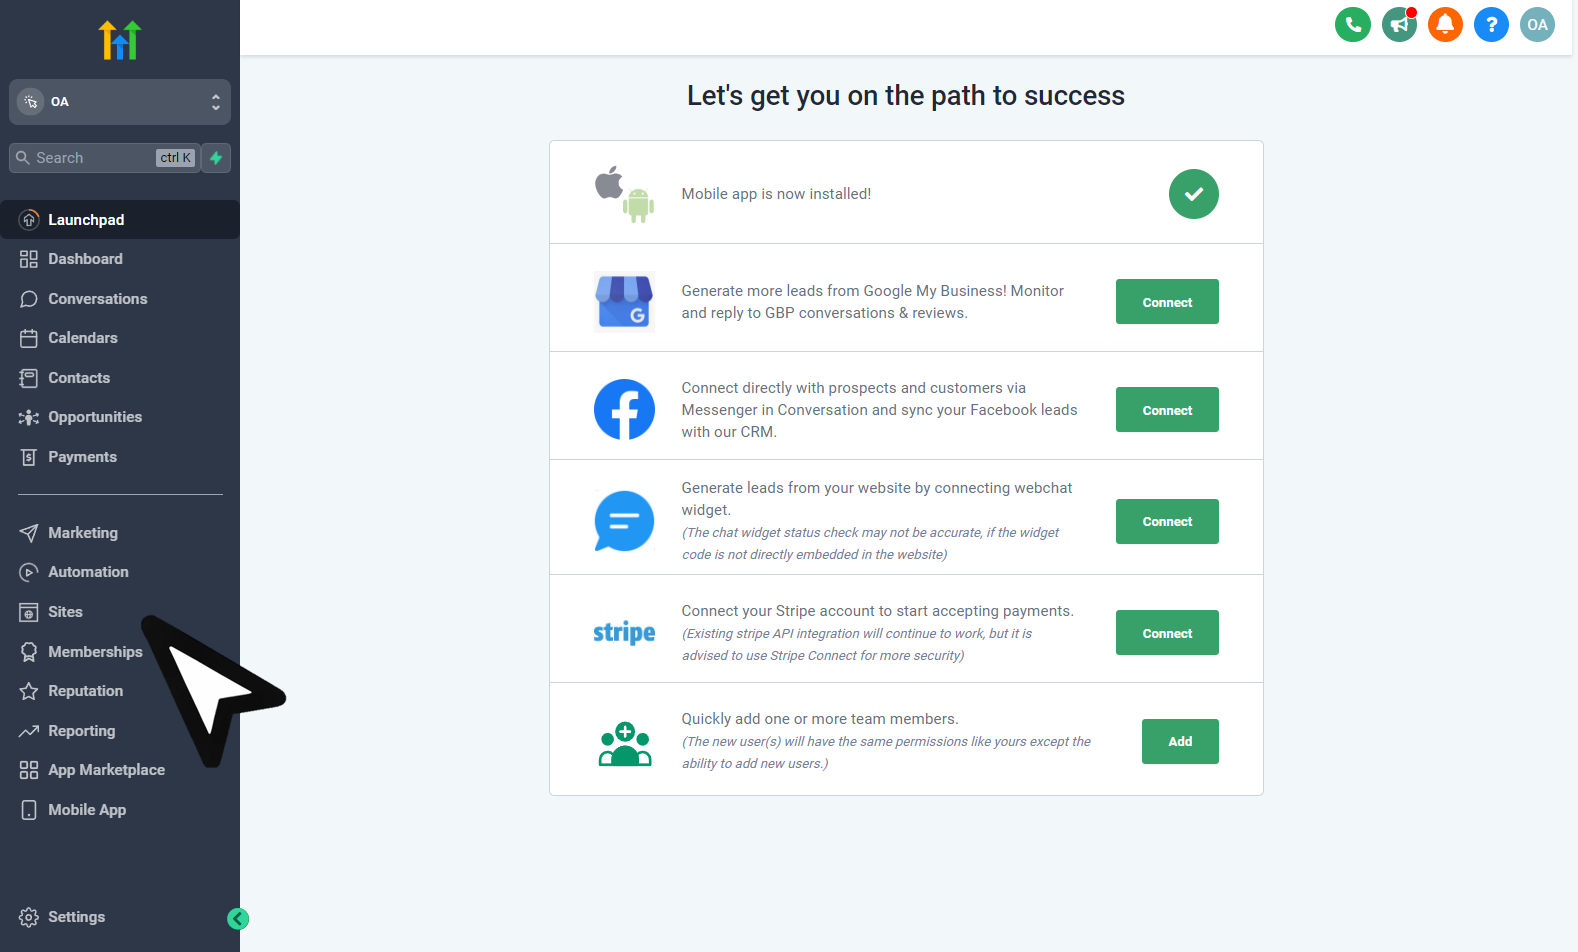 OA
Search
ctrl K
Launchpad
Dashboard
Conversations
Calendars
Contacts
Opportunities
Payments
Marketing
Automation
Sites
Memberships
Reputation
Reporting
App Marketplace
Mobile App
Settings
?
OA
Let's get you on the path to success
Mobile app is now installed!
G
Generate more leads from Google My Business! Monitor
and reply to GBP conversations & reviews.
Connect
f
Connect directly with prospects and customers via
Messenger in Conversation and sync your Facebook leads
with our CRM.
Connect
Generate leads from your website by connecting webchat
widget.
(The chat widget status check may not be accurate, if the widget
code is not directly embedded in the website)
Connect
stripe
Connect your Stripe account to start accepting payments.
(Existing stripe API integration will continue to work, but it is
advised to use Stripe Connect for more security)
Connect
Quickly add one or more team members.
(The new user(s) will have the same permissions like yours except the
ability to add new users.)
Add